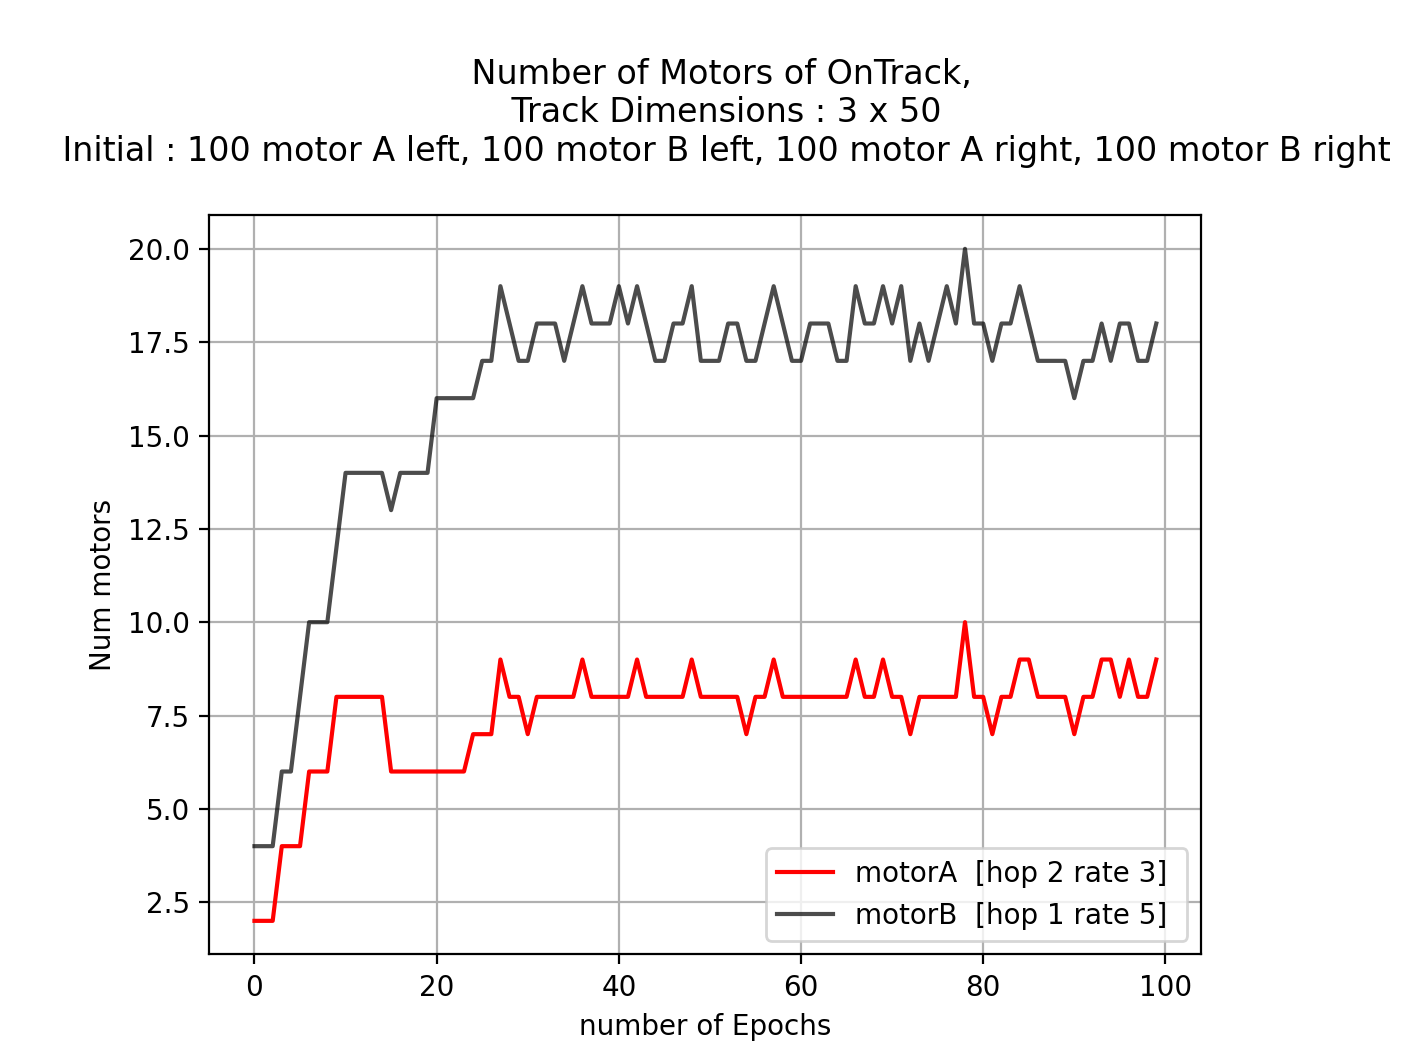 Number of Motors of OnTrack,
Track Dimensions : 3 x 50
Initial : 100 motor A left, 100 motor B left, 100 motor A right, 100 motor B right
20.0
17.5
15.0
12.5
10.0
7.5
5.0
2.5
Num motors
motorA [hop 2 rate 3]
motorB [hop 1 rate 5]
0 20 40 60 80 100
number of Epochs